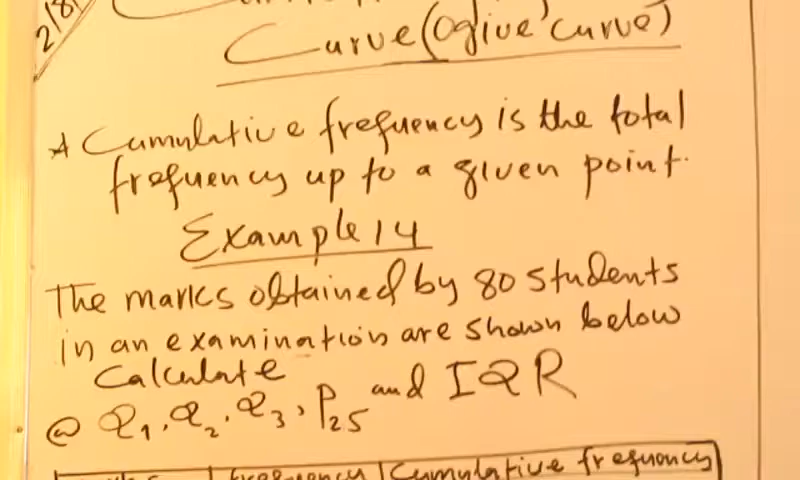 2/8/
Curve (Ogive curve)
* Cumulative frequency is the total
frequency up to a given point.
Example 14
The marks obtained by 80 students
in an examination are shown below
Calculate
@ Q1, Q2, Q3, P25 and IQR
frequency | Cumulative frequency